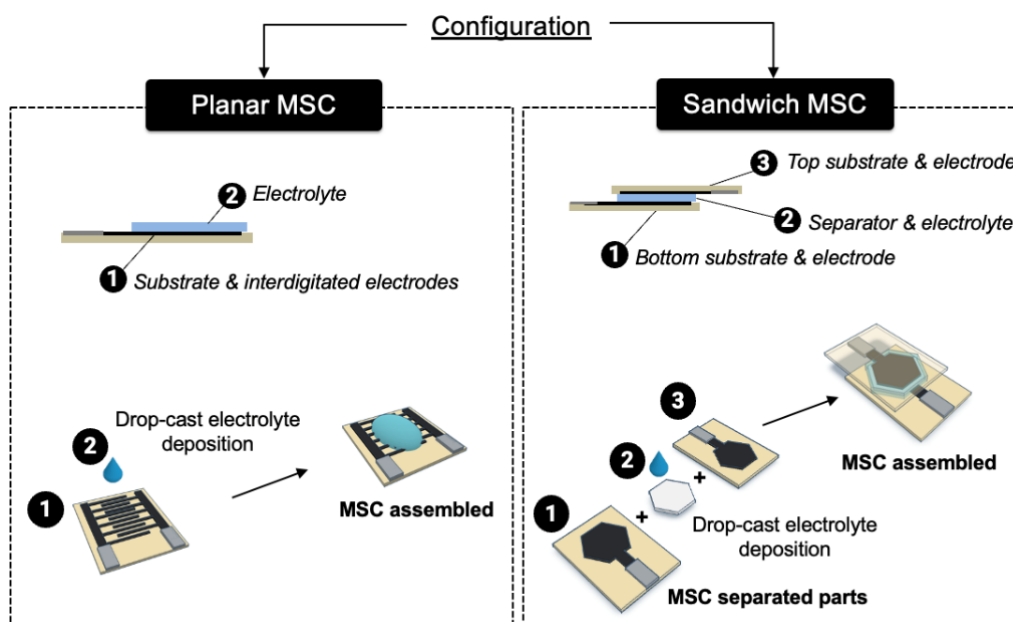 Configuration
Planar MSC
2 Electrolyte
1 Substrate & interdigitated electrodes
2
Drop-cast electrolyte
deposition
1
MSC assembled
Sandwich MSC
3 Top substrate & electrode
2 Separator & electrolyte
1 Bottom substrate & electrode
3
2
+
MSC assembled
1
+
Drop-cast electrolyte
deposition
MSC separated parts